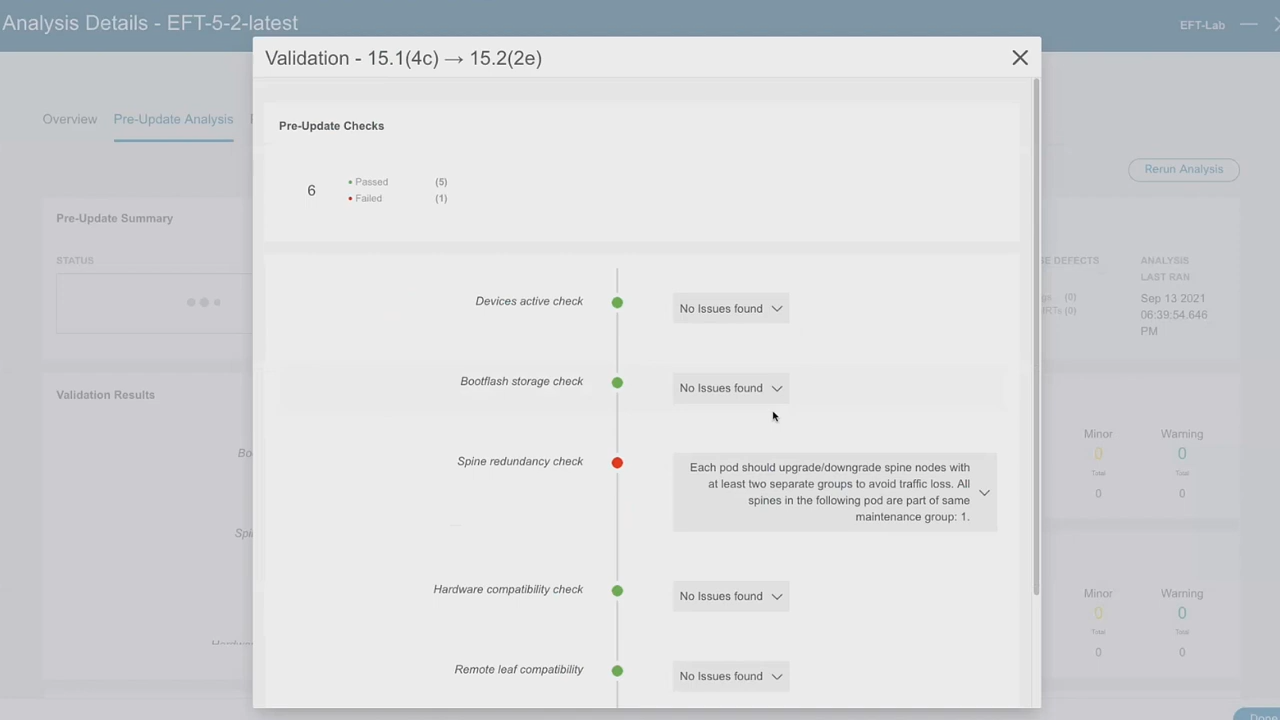 Analysis Details - EFT-5-2-latest
EFT-Lab
Validation - 15.1(4c) → 15.2(2e)
Overview
Pre-Update Analysis
Rerun Analysis
Pre-Update Checks
6
Passed (5)
Failed (1)
Pre-Update Summary
STATUS
DEFECTS
ANALYSIS
LAST RAN
(0)
(0)
Sep 13 2021
06:39:54.646
PM
Devices active check
No Issues found
Validation Results
Bootflash storage check
No Issues found
Minor
Warning
0
0
Total
Total
0
0
Spine redundancy check
Each pod should upgrade/downgrade spine nodes with
at least two separate groups to avoid traffic loss. All
spines in the following pod are part of same
maintenance group: 1.
Hardware compatibility check
No Issues found
Minor
Warning
0
0
Total
Total
0
0
Remote leaf compatibility
No Issues found
Done